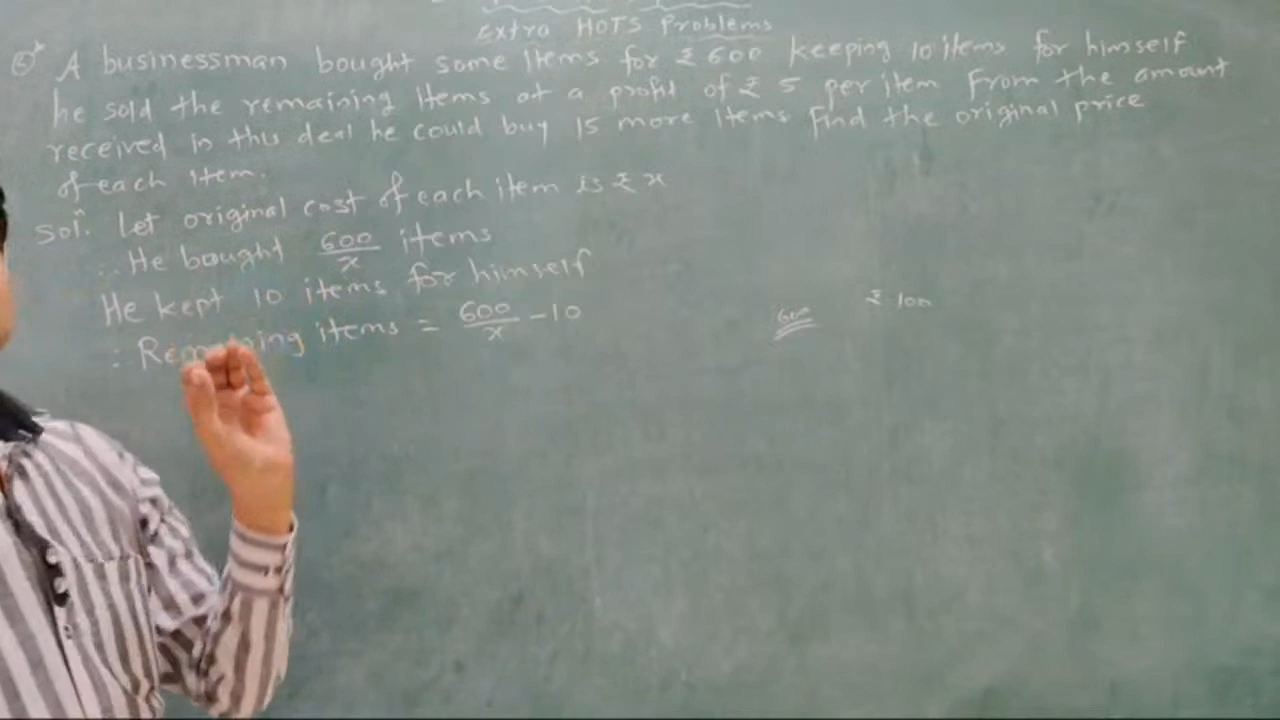 Extra HOTS Problems
A businessman bought some items for ₹ 600 keeping 10 items for himself
he sold the remaining items at a profit of ₹ 5 per item From the amount
received in this deal he could buy 15 more items Find the original price
of each item.
Solⁿ. Let original cost of each item is ₹ x
∴ He bought 600/x items
He kept 10 items for himself
∴ Remaining items = 600/x - 10
600
₹ 100